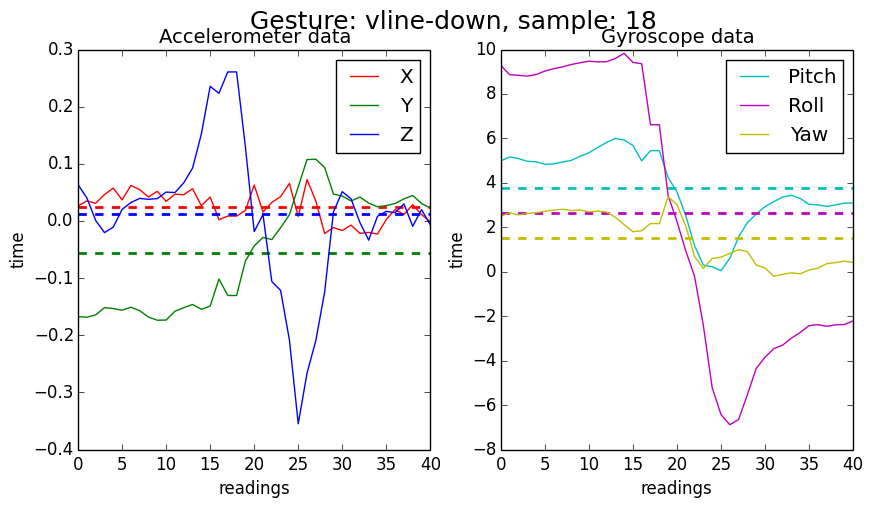 Gesture: vline-down, sample: 18
Accelerometer data
0.3
0.2
0.1
0.0
−0.1
−0.2
−0.3
−0.4
time
X
Y
Z
0 5 10 15 20 25 30 35 40
readings
Gyroscope data
10
8
6
4
2
0
−2
−4
−6
−8
time
Pitch
Roll
Yaw
0 5 10 15 20 25 30 35 40
readings